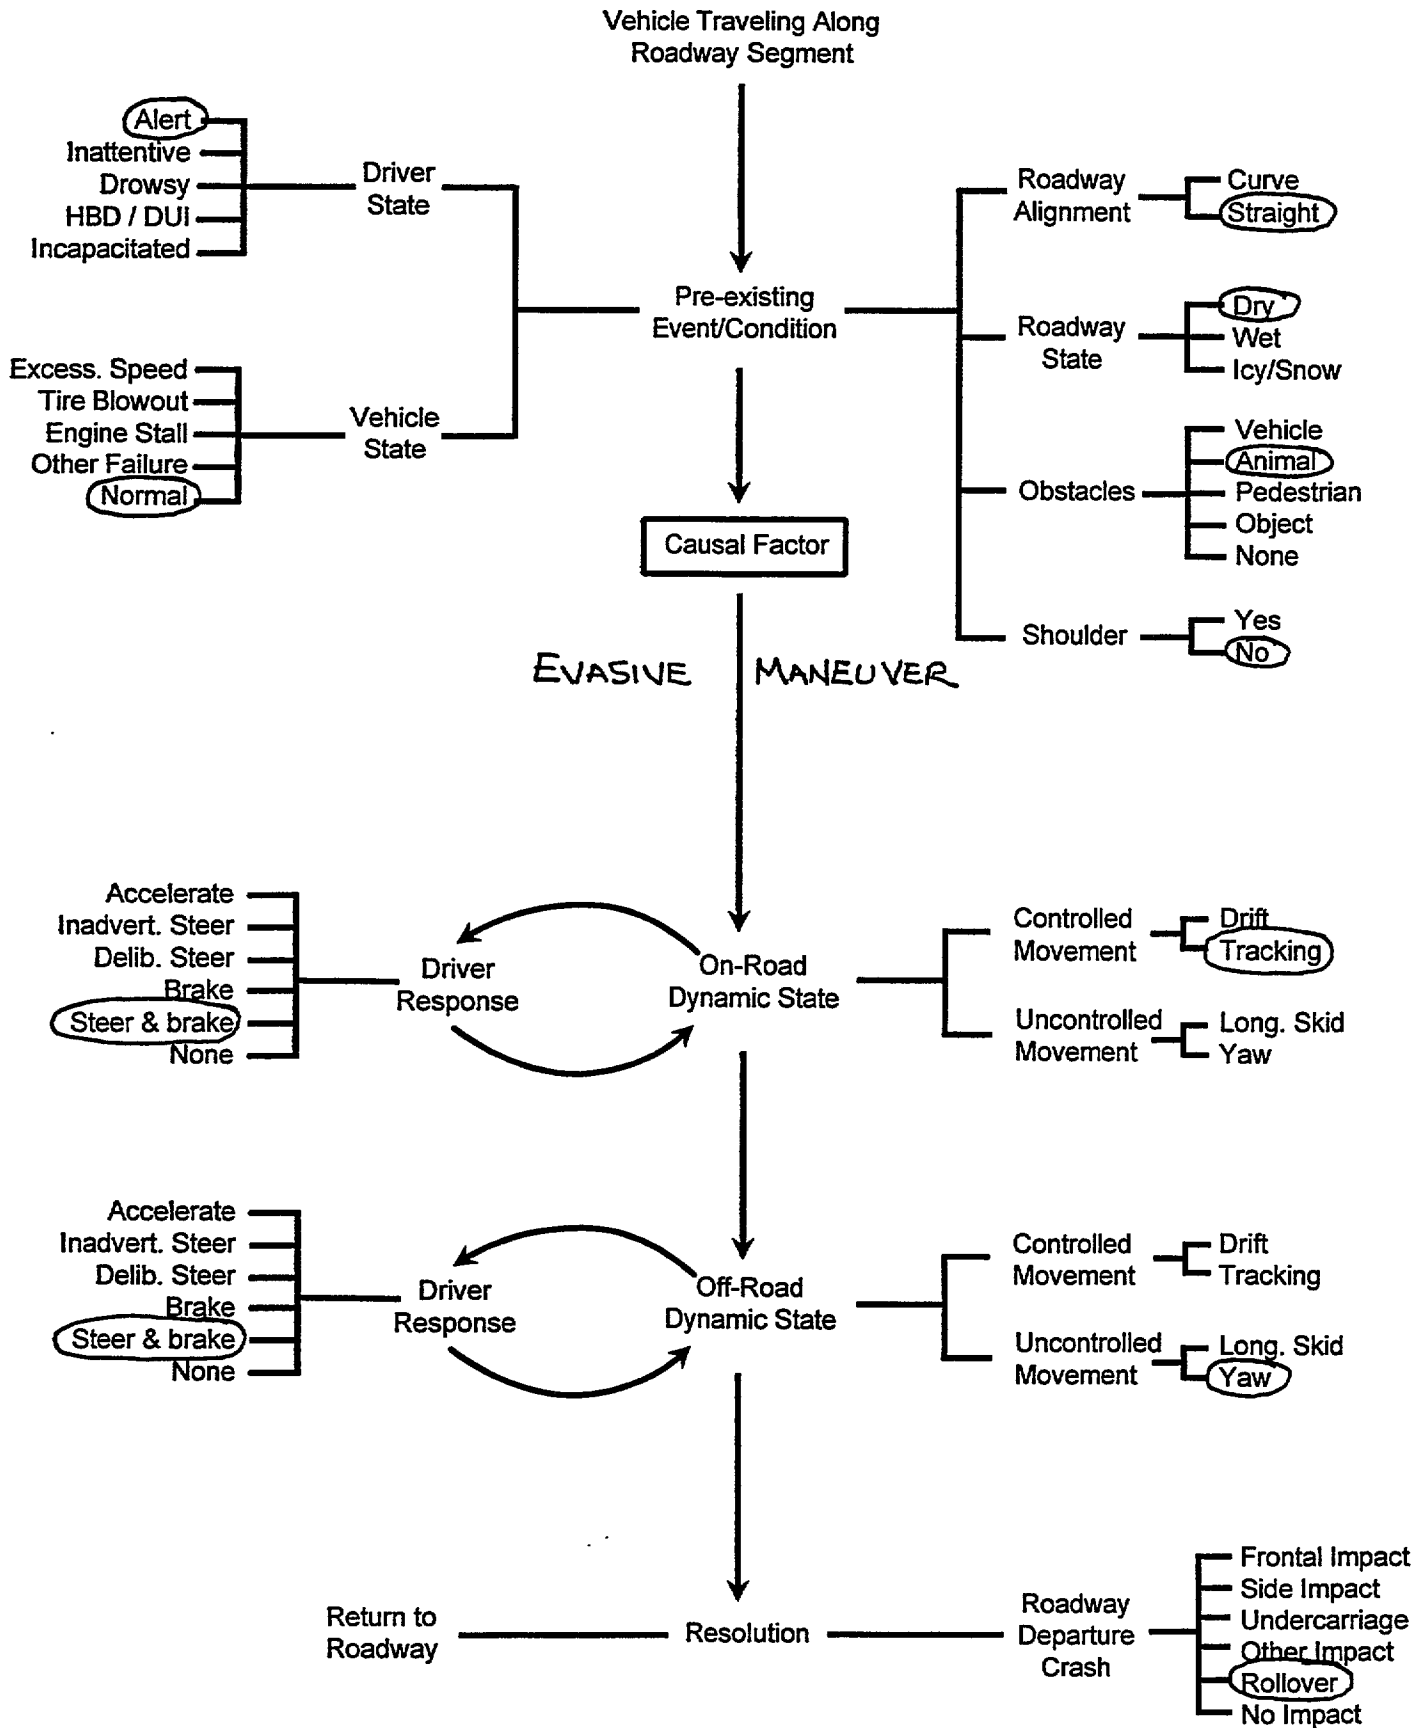 Vehicle Traveling Along
Roadway Segment
Alert
Inattentive
Drowsy
HBD / DUI
Incapacitated
Driver
State
Excess. Speed
Tire Blowout
Engine Stall
Other Failure
Normal
Vehicle
State
Pre-existing
Event/Condition
Roadway
Alignment
Curve
Straight
Roadway
State
Dry
Wet
Icy/Snow
Obstacles
Vehicle
Animal
Pedestrian
Object
None
Shoulder
Yes
No
Causal Factor
EVASIVE MANEUVER
Accelerate
Inadvert. Steer
Delib. Steer
Brake
Steer & brake
None
Driver
Response
On-Road
Dynamic State
Controlled
Movement
Drift
Tracking
Uncontrolled
Movement
Long. Skid
Yaw
Accelerate
Inadvert. Steer
Delib. Steer
Brake
Steer & brake
None
Driver
Response
Off-Road
Dynamic State
Controlled
Movement
Drift
Tracking
Uncontrolled
Movement
Long. Skid
Yaw
Return to
Roadway
Resolution
Roadway
Departure
Crash
Frontal Impact
Side Impact
Undercarriage
Other Impact
Rollover
No Impact